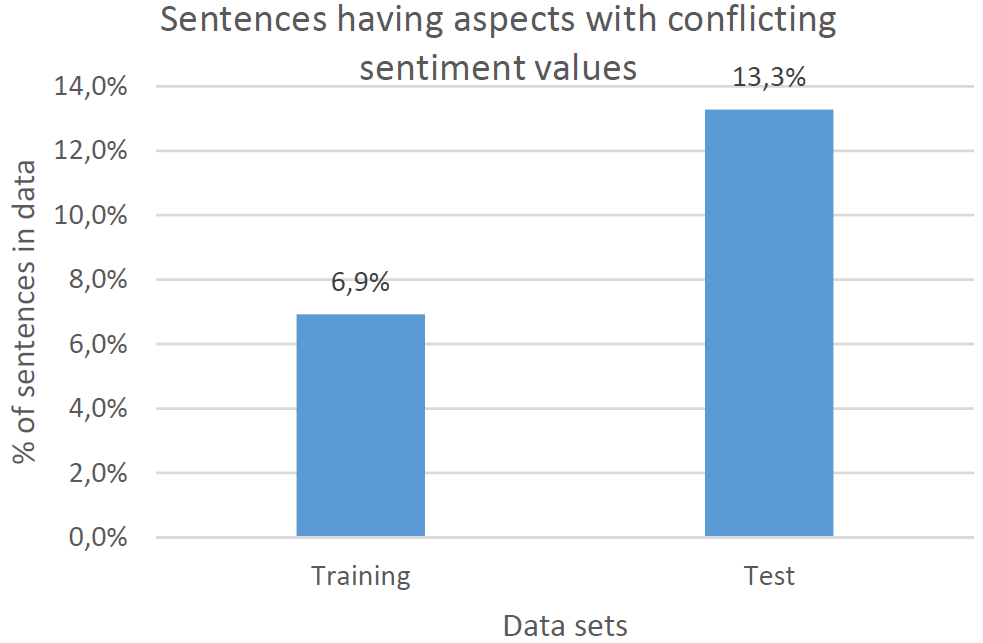 Sentences having aspects with conflicting
sentiment values
14,0%
12,0%
10,0%
8,0%
6,0%
4,0%
2,0%
0,0%
% of sentences in data
6,9%
13,3%
Training
Test
Data sets